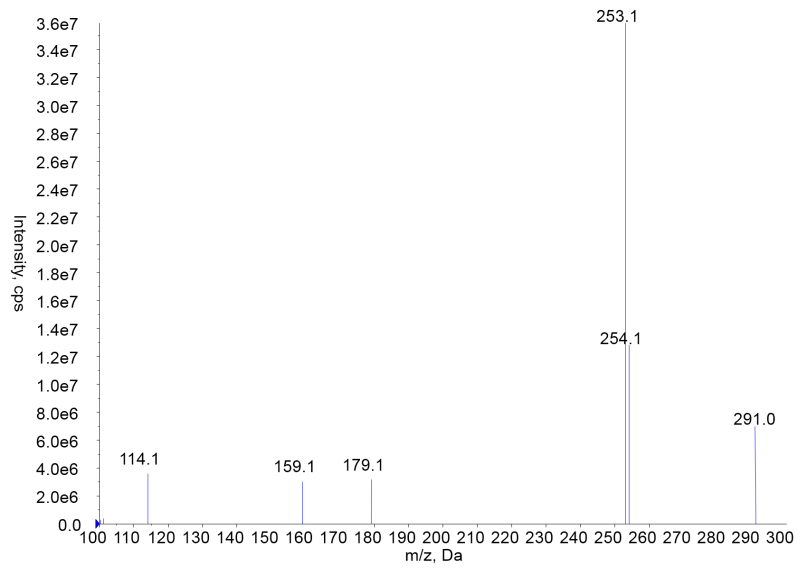 3.6e7
3.4e7
3.2e7
3.0e7
2.8e7
2.6e7
2.4e7
2.2e7
2.0e7
1.8e7
1.6e7
1.4e7
1.2e7
1.0e7
8.0e6
6.0e6
4.0e6
2.0e6
0.0
Intensity, cps
253.1
254.1
291.0
114.1
159.1
179.1
100 110 120 130 140 150 160 170 180 190 200 210 220 230 240 250 260 270 280 290 300
m/z, Da